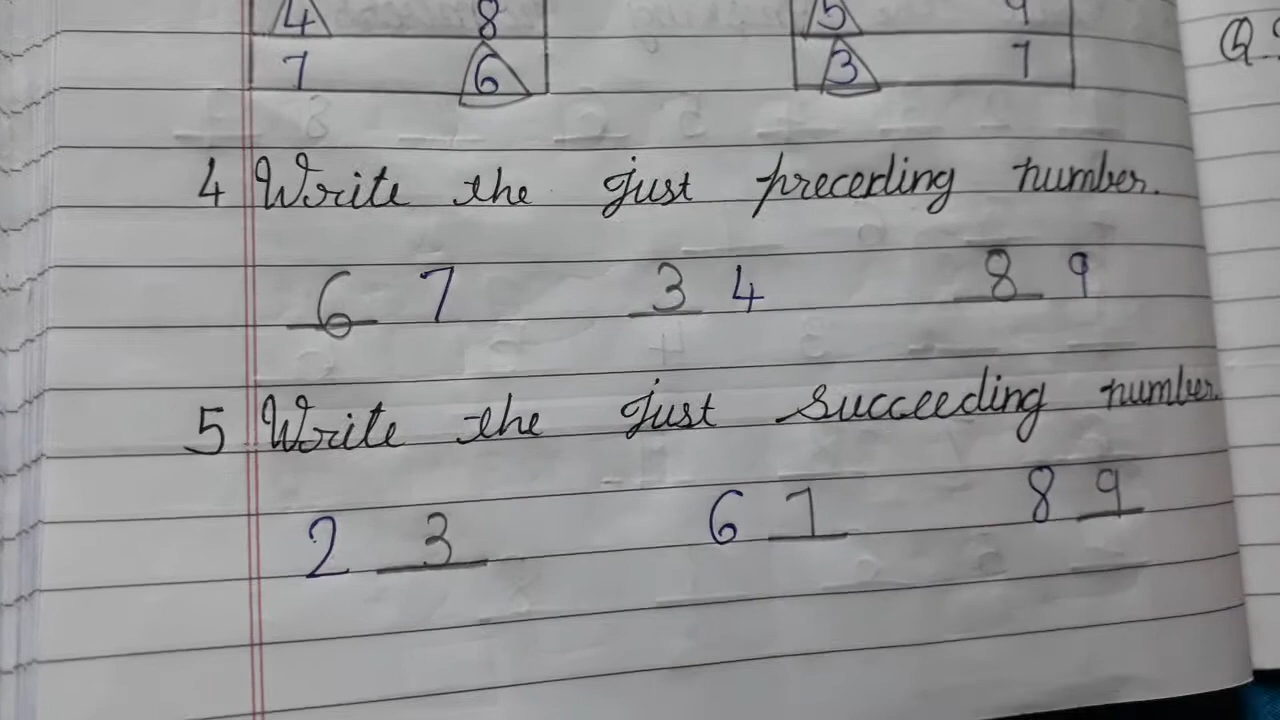 4 8 5 9
7 6 3 7
Q
4 Write the just preceding number.
6 7 3 4 8 9
5 Write the just succeeding number.
2 3 6 7 8 9